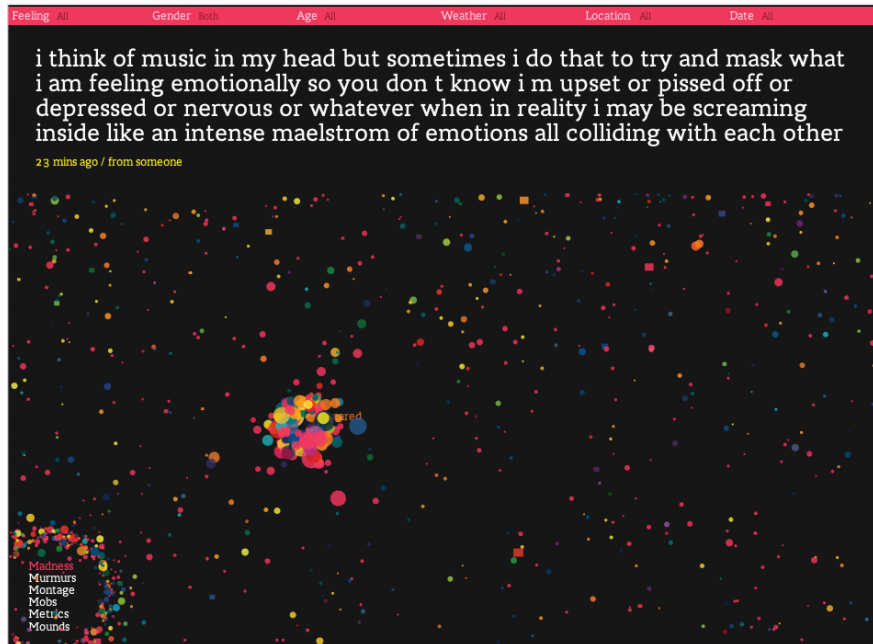 Feeling All Gender Both Age All Weather All Location All Date All
i think of music in my head but sometimes i do that to try and mask what
i am feeling emotionally so you don t know i m upset or pissed off or
depressed or nervous or whatever when in reality i may be screaming
inside like an intense maelstrom of emotions all colliding with each other
23 mins ago / from someone
Madness
Murmurs
Montage
Mobs
Metrics
Mounds